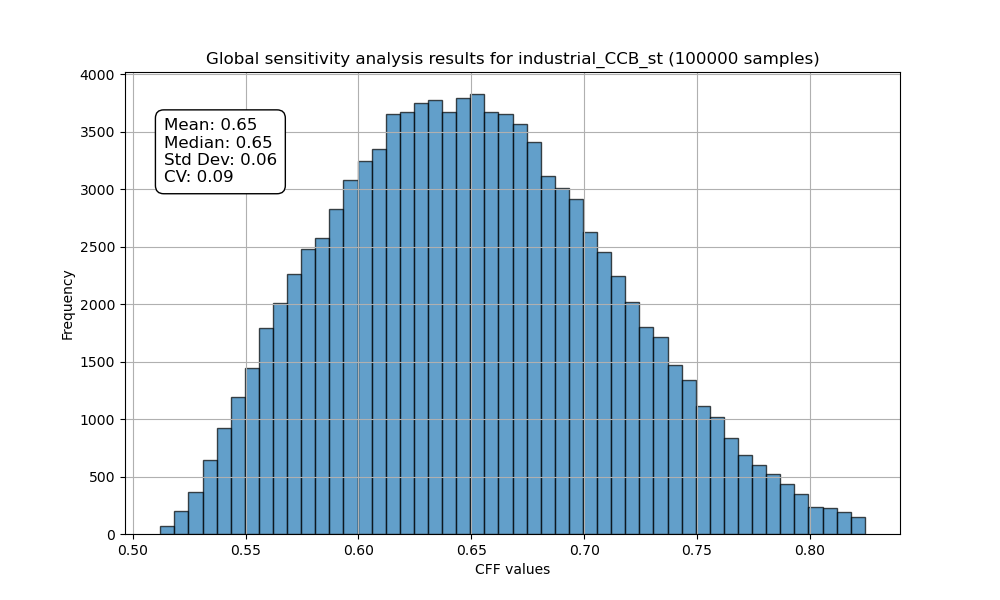 Global sensitivity analysis results for industrial_CCB_st (100000 samples)
4000
3500
3000
2500
2000
1500
1000
500
0
Frequency
Mean: 0.65
Median: 0.65
Std Dev: 0.06
CV: 0.09
0.50 0.55 0.60 0.65 0.70 0.75 0.80
CFF values